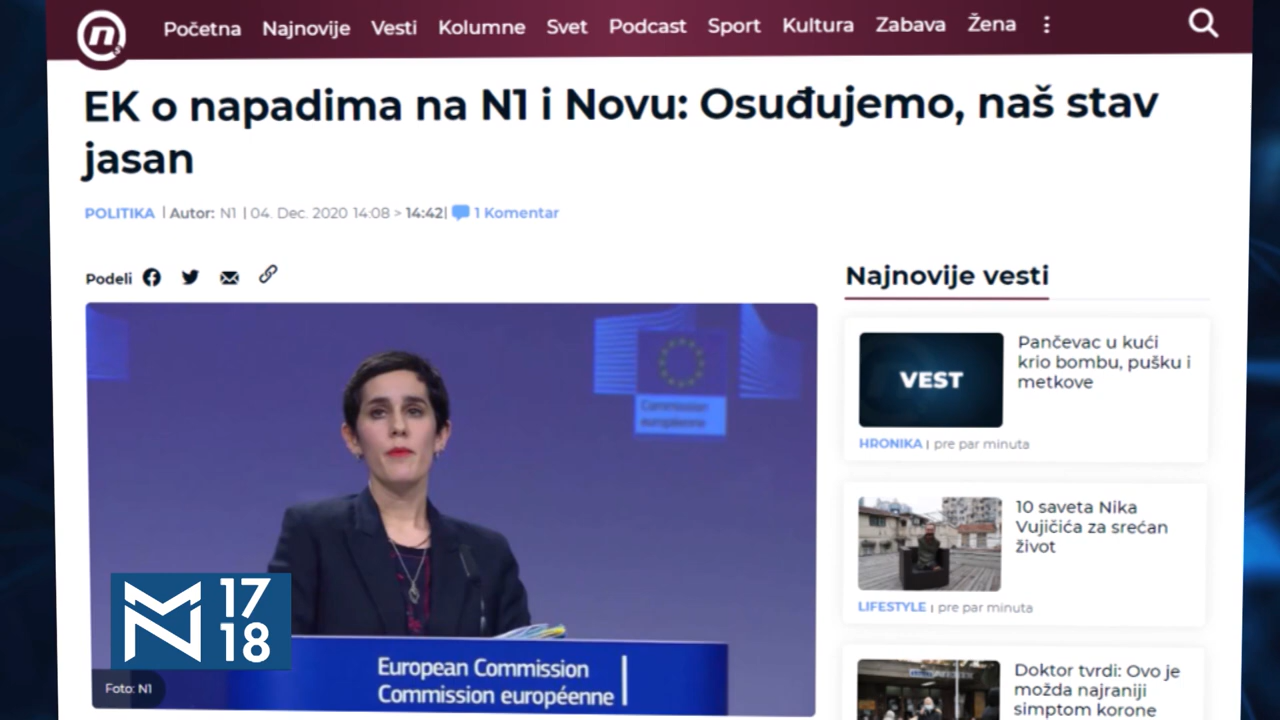 n
Početna Najnovije Vesti Kolumne Svet Podcast Sport Kultura Zabava Žena
EK o napadima na N1 i Novu: Osuđujemo, naš stav
jasan
POLITIKA | Autor: N1 | 04. Dec. 2020 14:08 > 14:42| 1 Komentar
Podeli
Commission
européenne
European Commission
Commission européenne
17
18
Foto: N1
Najnovije vesti
VEST
Pančevac u kući
krio bombu, pušku i
metkove
HRONIKA | pre par minuta
10 saveta Nika
Vujičića za srećan
život
LIFESTYLE | pre par minuta
Doktor tvrdi: Ovo je
možda najraniji
simptom korone